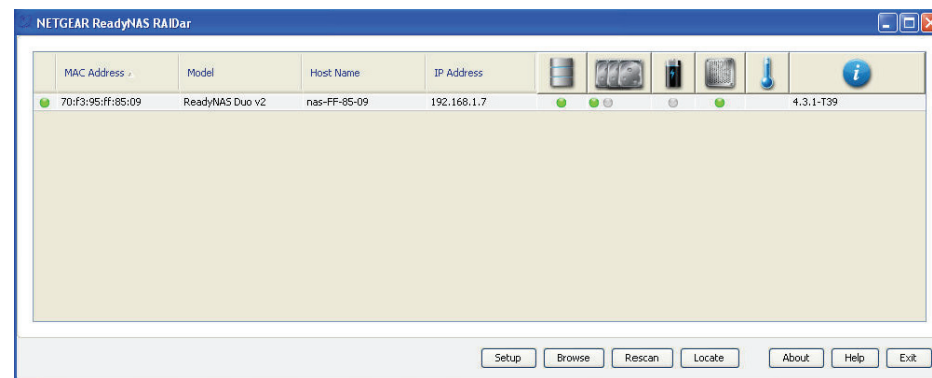 NETGEAR ReadyNAS RAIDar
MAC Address Model Host Name IP Address
70:f3:95:ff:85:09 ReadyNAS Duo v2 nas-FF-85-09 192.168.1.7 4.3.1-T39
Setup Browse Rescan Locate About Help Exit